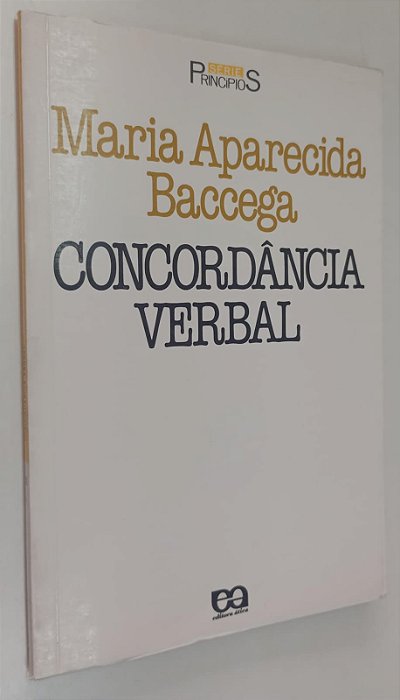 SÉRIE
PRINCÍPIOS
Maria Aparecida
Baccega
CONCORDÂNCIA
VERBAL
ea
editora ática